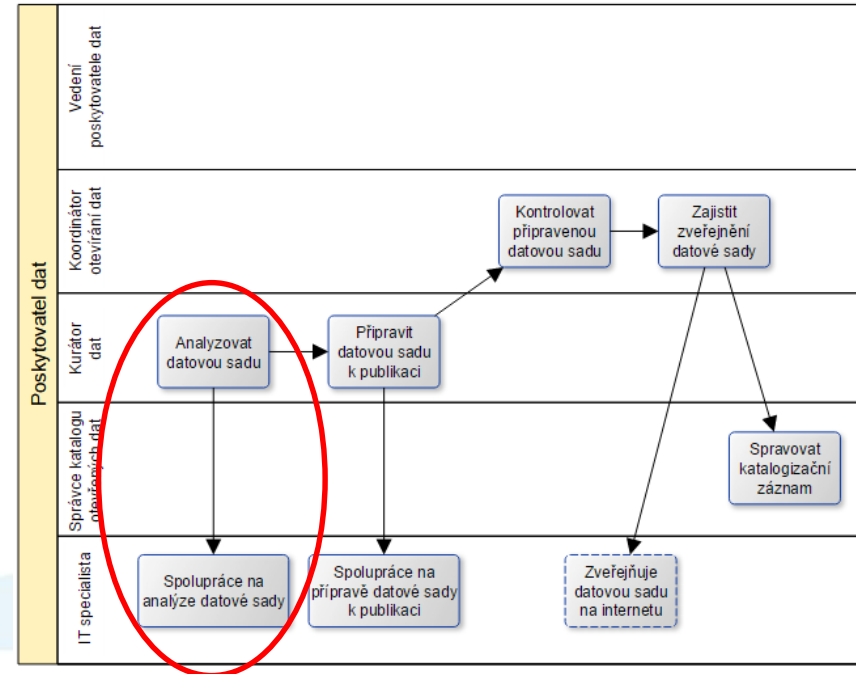 Poskytovatel dat
Vedení
poskytovatele dat
Koordinátor
otevírání dat
Kontrolovat
připravenou
datovou sadu
Zajistit
zveřejnění
datové sady
Kurátor
dat
Analyzovat
datovou sadu
Připravit
datovou sadu
k publikaci
Správce katalogu
otevřených dat
Spravovat
katalogizační
záznam
IT specialista
Spolupráce na
analýze datové sady
Spolupráce na
přípravě datové sady
k publikaci
Zveřejňuje
datovou sadu
na internetu